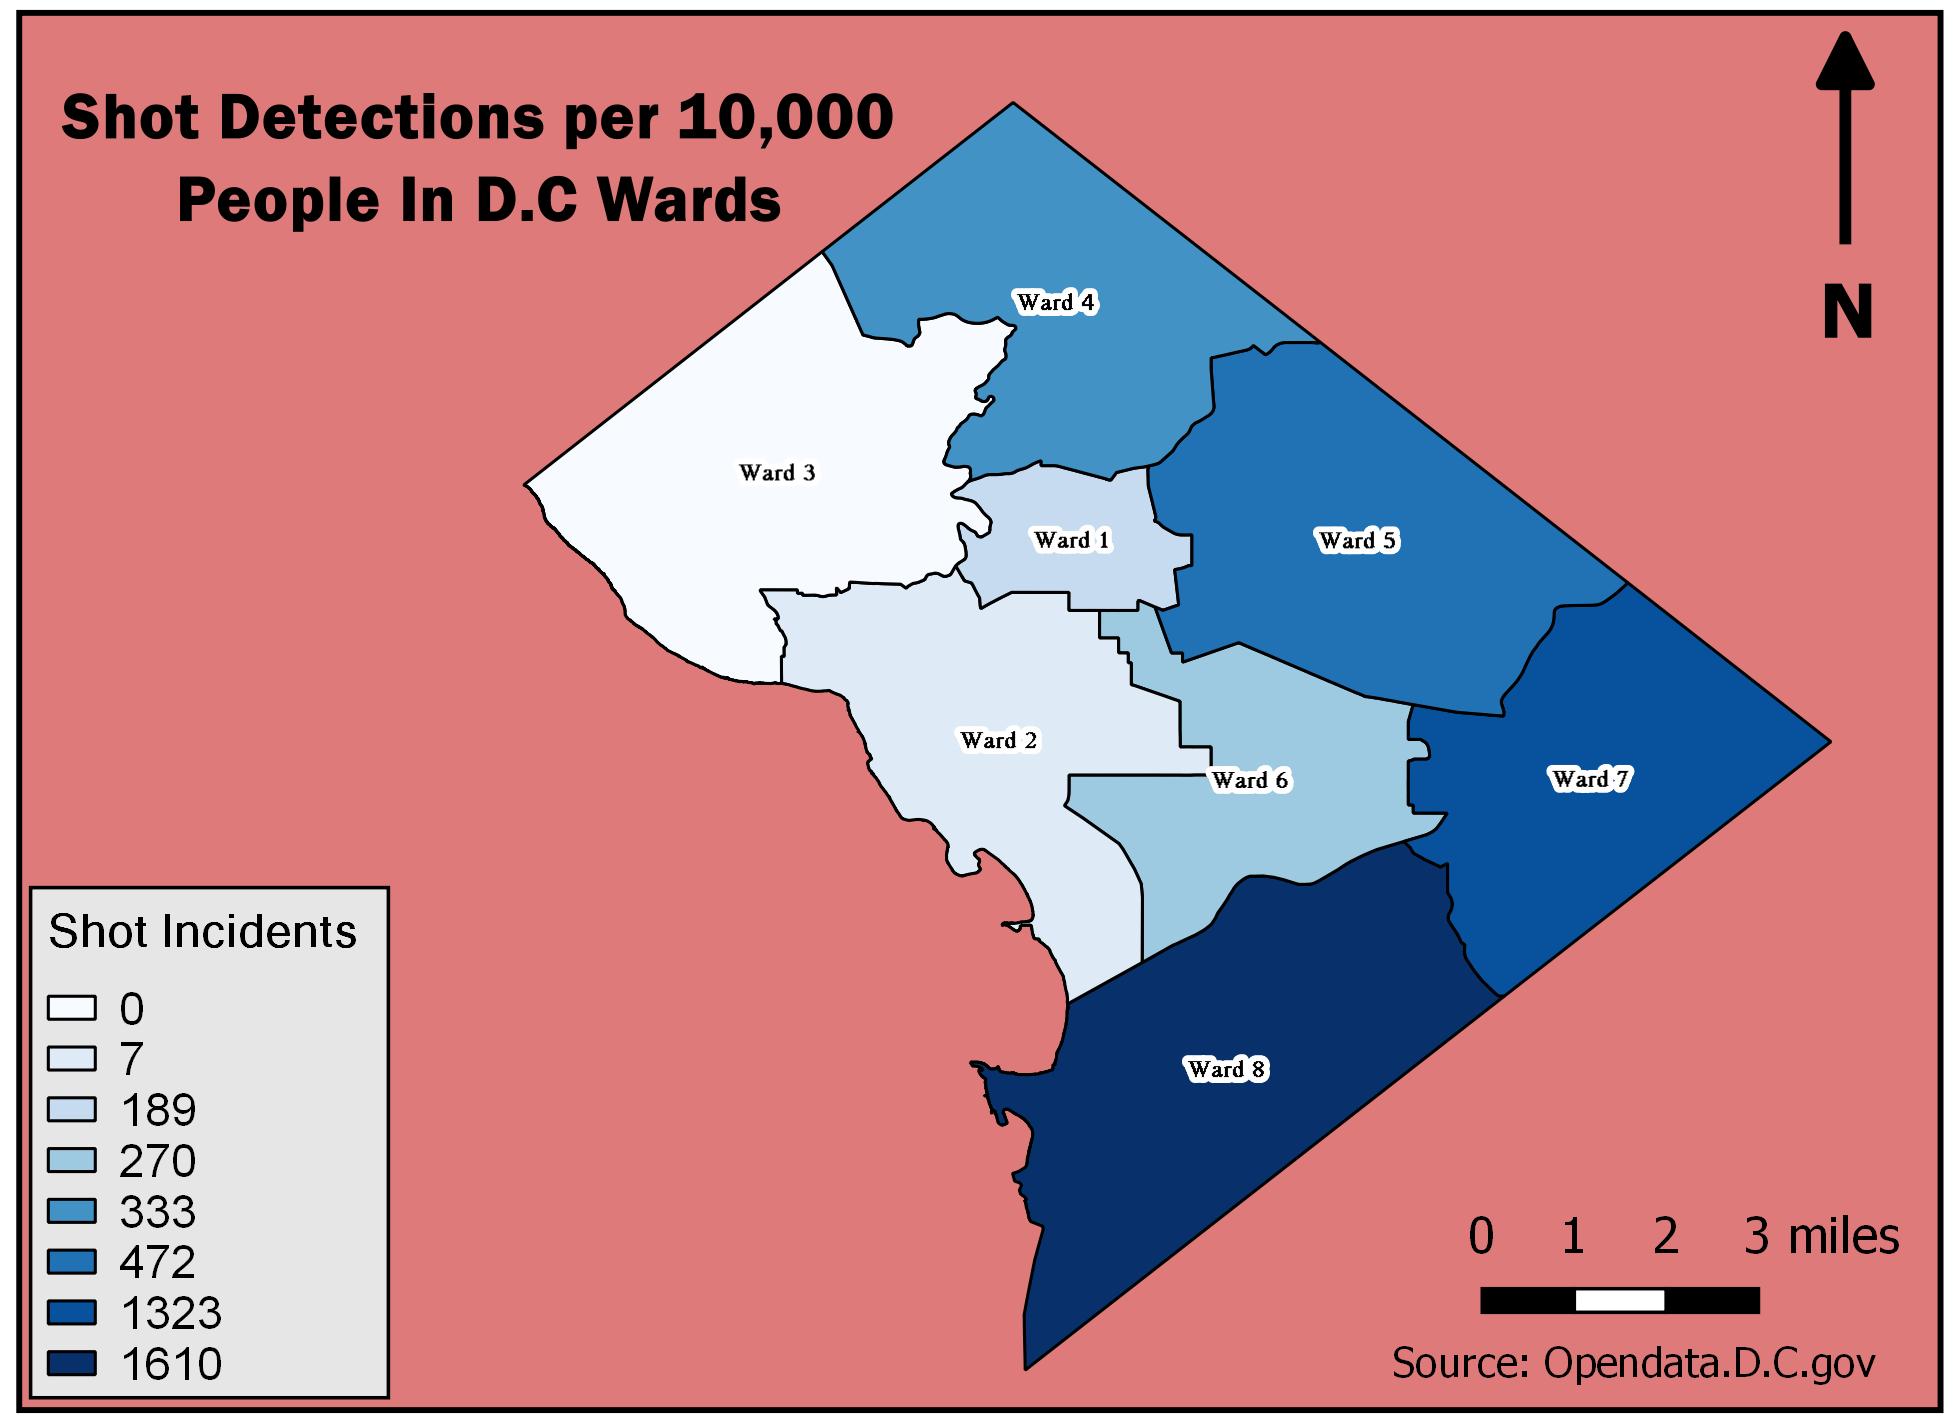 Shot Detections per 10,000
People In D.C Wards
N
Ward 4
Ward 3
Ward 1
Ward 5
Ward 2
Ward 6
Ward 7
Ward 8
Shot Incidents
0
7
189
270
333
472
1323
1610
0 1 2 3 miles
Source: Opendata.D.C.gov